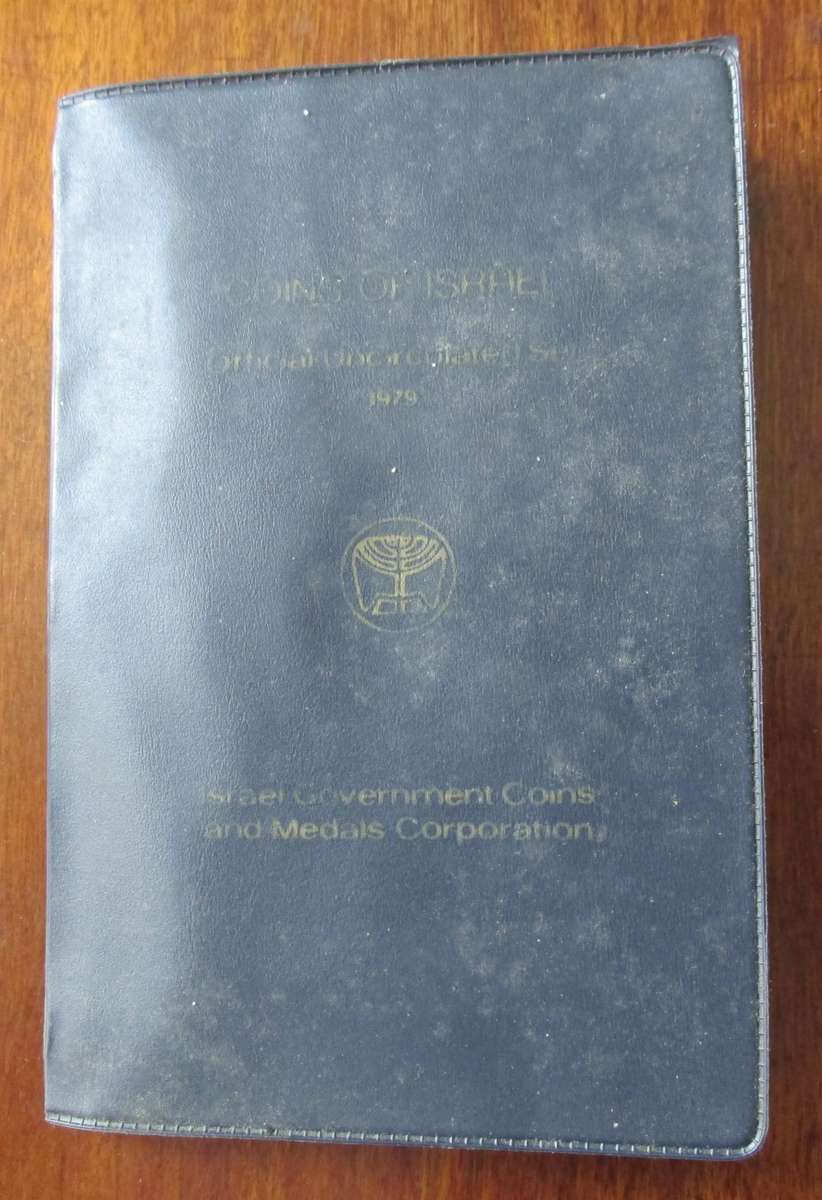 COINS OF ISRAEL
Official Uncirculated Set
1979
Israel Government Coins
and Medals Corporation